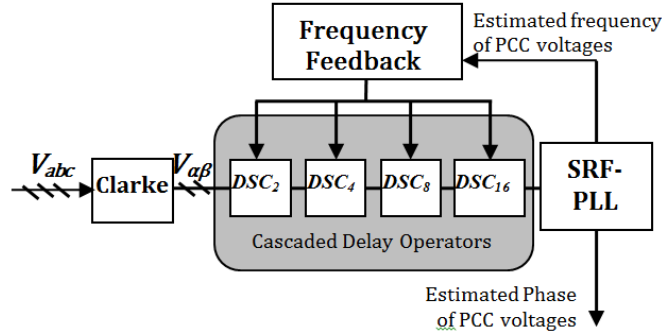 Frequency
Feedback
Estimated frequency
of PCC voltages
Vabc
Clarke
Vαβ
DSC2
DSC4
DSC8
DSC16
SRF-
PLL
Cascaded Delay Operators
Estimated Phase
of PCC voltages